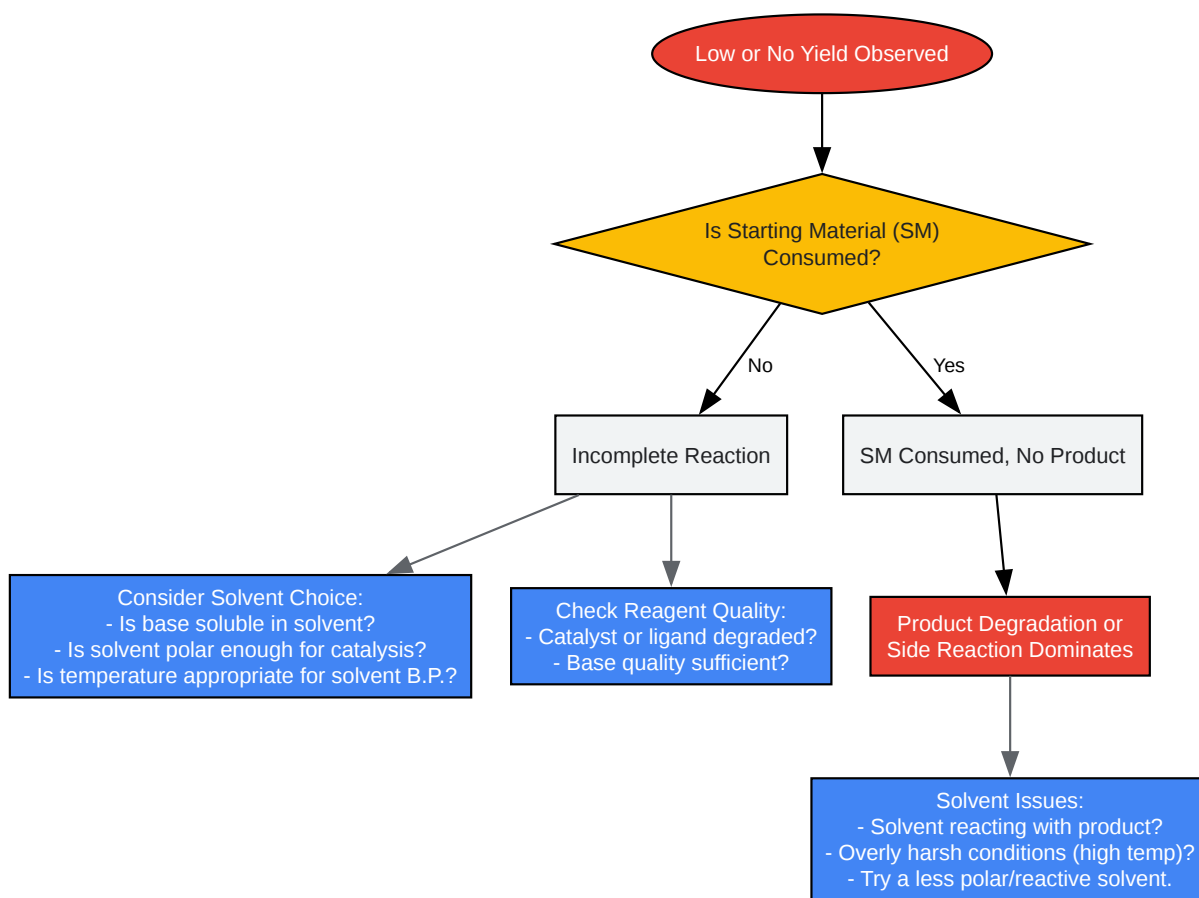 Low or No Yield Observed
Is Starting Material (SM)
Consumed?
No
Yes
Incomplete Reaction
SM Consumed, No Product
Consider Solvent Choice:
- Is base soluble in solvent?
- Is solvent polar enough for catalysis?
- Is temperature appropriate for solvent B.P.?
Check Reagent Quality:
- Catalyst or ligand degraded?
- Base quality sufficient?
Product Degradation or
Side Reaction Dominates
Solvent Issues:
- Solvent reacting with product?
- Overly harsh conditions (high temp)?
- Try a less polar/reactive solvent.